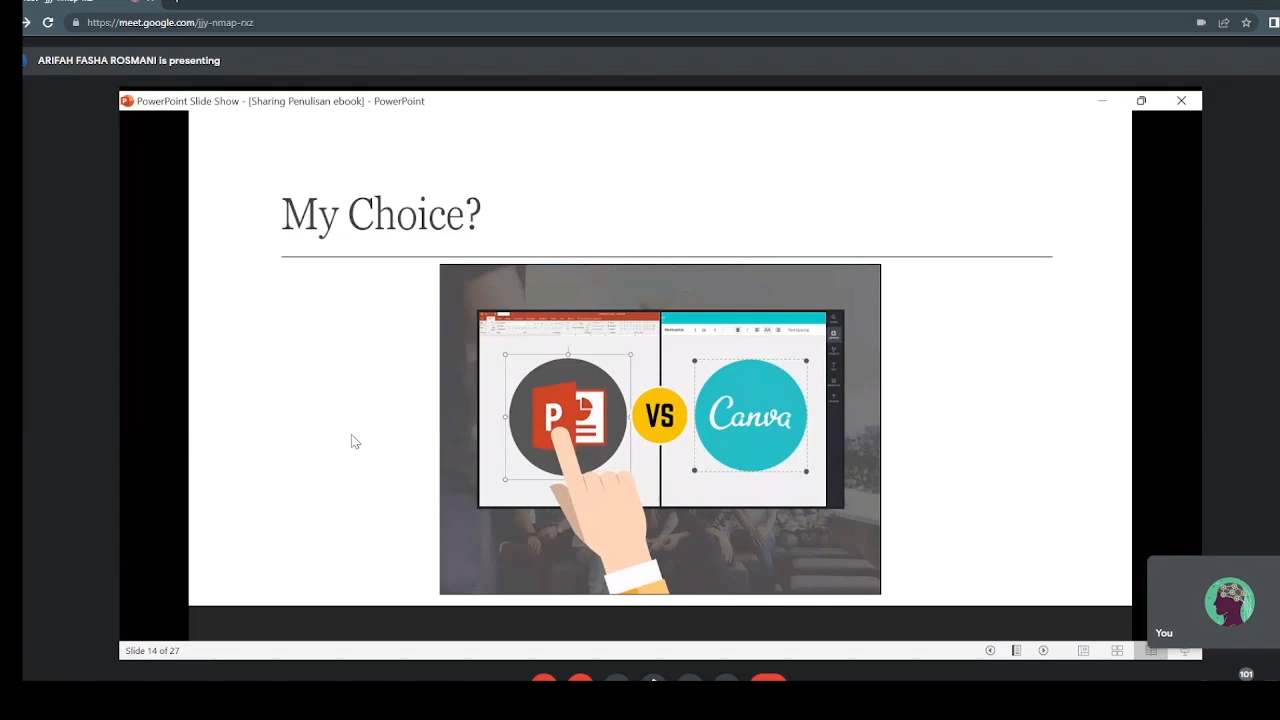 https://meet.google.com/jjy-nmap-rxz
ARIFAH FASHA ROSMANI is presenting
PowerPoint Slide Show - [Sharing Penulisan ebook] - PowerPoint
My Choice?
P
VS
Canva
You
Slide 14 of 27
101